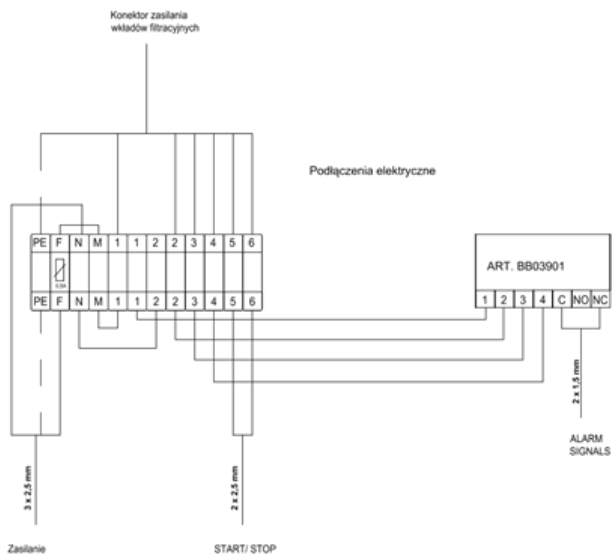 Konektor zasilania
wkładów filtracyjnych
Podłączenia elektryczne
PE F N M 1 1 2 2 3 4 5 6
0,5A
PE F N M 1 1 2 2 3 4 5 6
ART. BB03901
1 2 3 4 C NO NC
2 x 1,5 mm
ALARM
SIGNALS
3 x 2,5 mm
2 x 2,5 mm
Zasilanie
START/ STOP